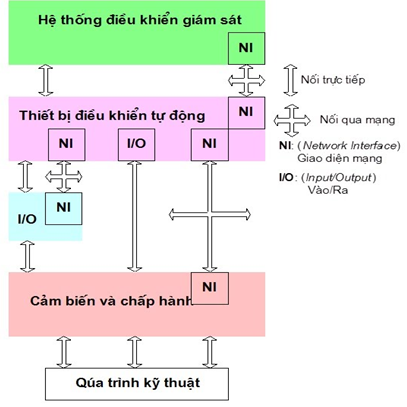 Hệ thống điều khiển giám sát
NI
Nối trực tiếp
NI
Thiết bị điều khiển tự động
Nối qua mạng
NI
I/O
NI
NI: (Network Interface)
Giao diện mạng
I/O: (Input/Output)
Vào/Ra
NI
I/O
NI
Cảm biến và chấp hành
Qúa trình kỹ thuật